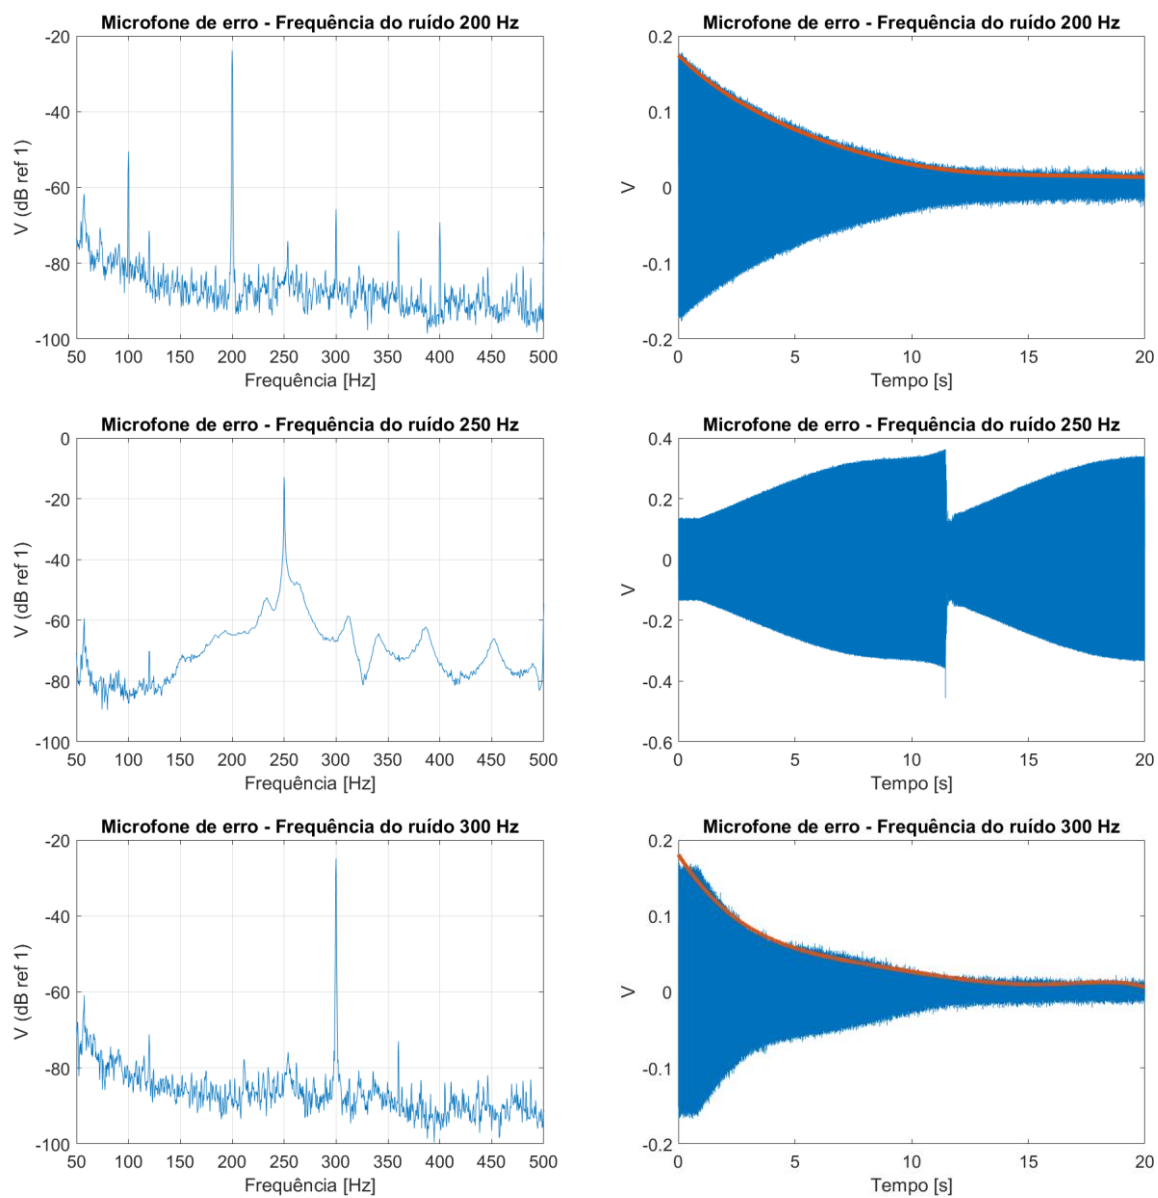 Microfone de erro - Frequência do ruído 200 Hz
V (dB ref 1)
-20
-40
-60
-80
-100
50 100 150 200 250 300 350 400 450 500
Frequência [Hz]
Microfone de erro - Frequência do ruído 200 Hz
V
0.2
0.1
0
-0.1
-0.2
0 5 10 15 20
Tempo [s]
Microfone de erro - Frequência do ruído 250 Hz
V (dB ref 1)
0
-20
-40
-60
-80
-100
50 100 150 200 250 300 350 400 450 500
Frequência [Hz]
Microfone de erro - Frequência do ruído 250 Hz
V
0.4
0.2
0
-0.2
-0.4
-0.6
0 5 10 15 20
Tempo [s]
Microfone de erro - Frequência do ruído 300 Hz
V (dB ref 1)
-20
-40
-60
-80
-100
50 100 150 200 250 300 350 400 450 500
Frequência [Hz]
Microfone de erro - Frequência do ruído 300 Hz
V
0.2
0.1
0
-0.1
-0.2
0 5 10 15 20
Tempo [s]